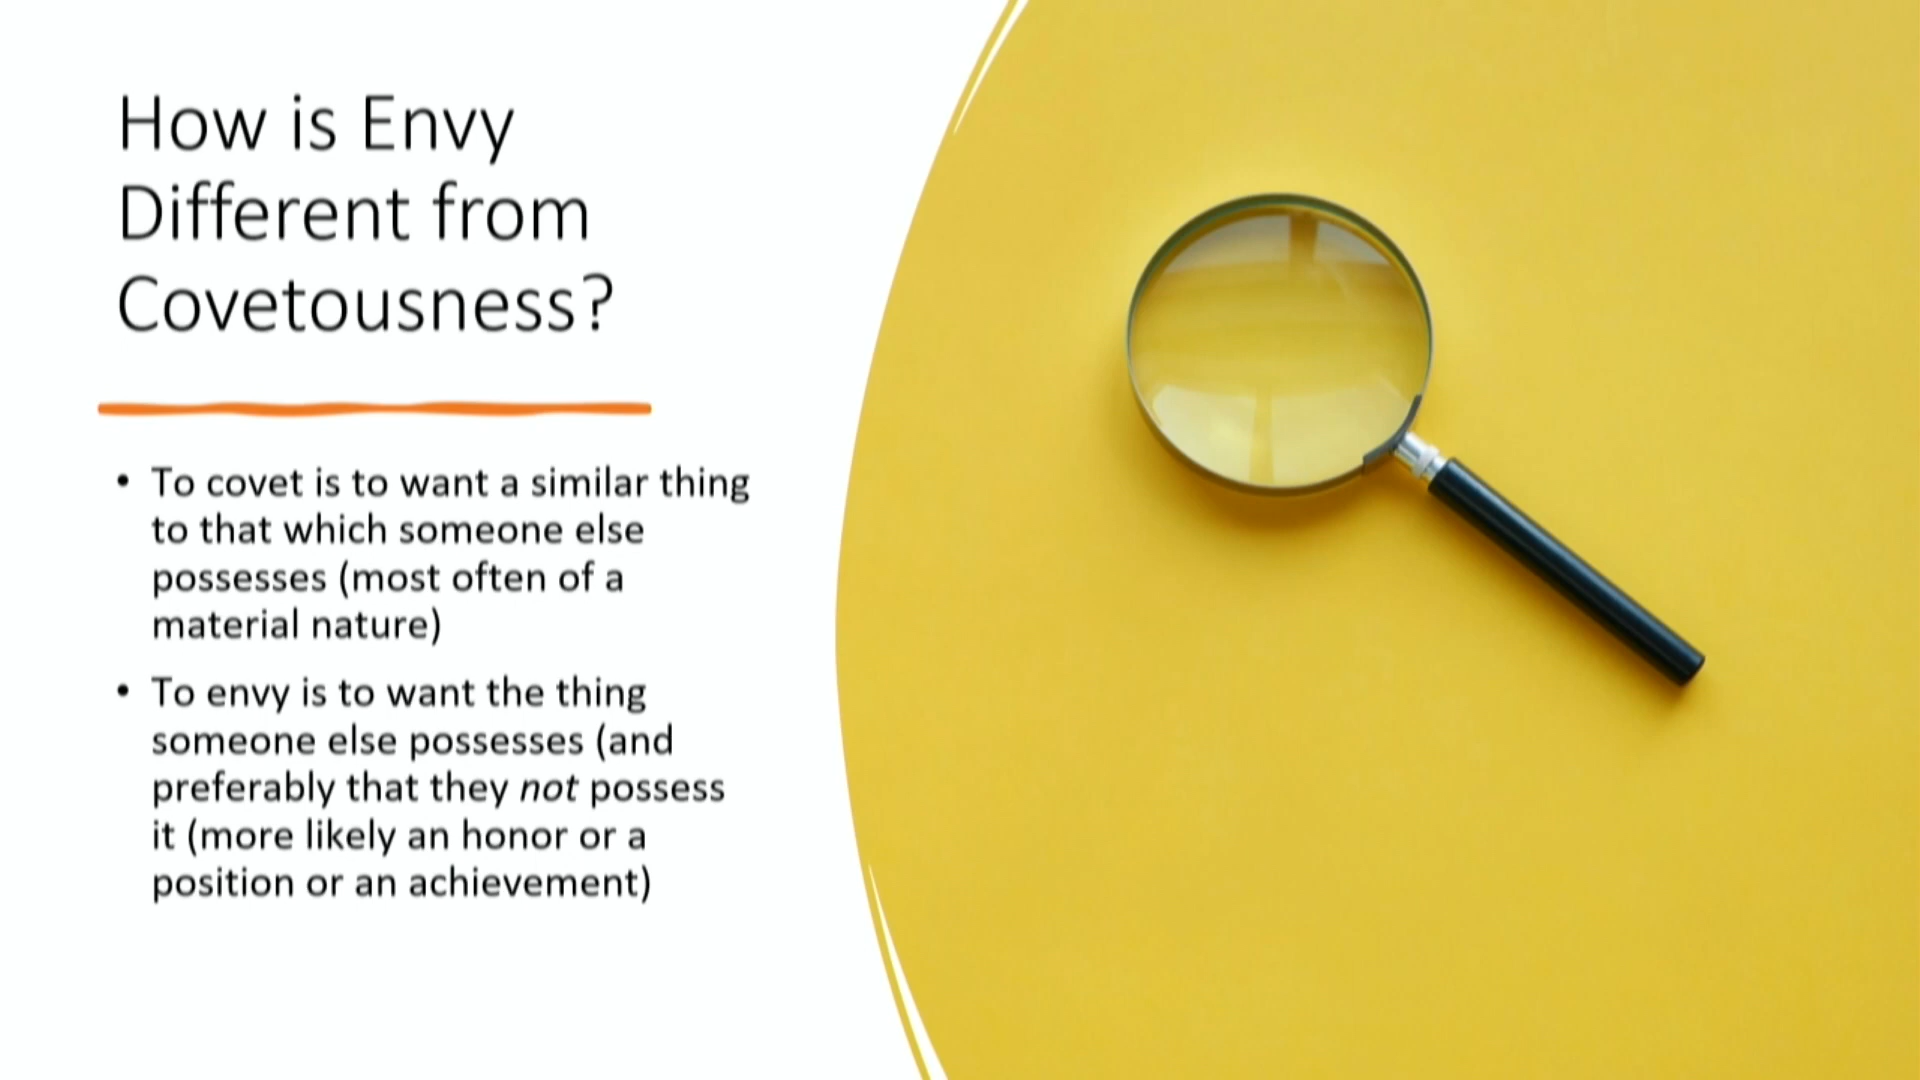 How is Envy
Different from
Covetousness?
• To covet is to want a similar thing
to that which someone else
possesses (most often of a
material nature)
• To envy is to want the thing
someone else possesses (and
preferably that they not possess
it (more likely an honor or a
position or an achievement)